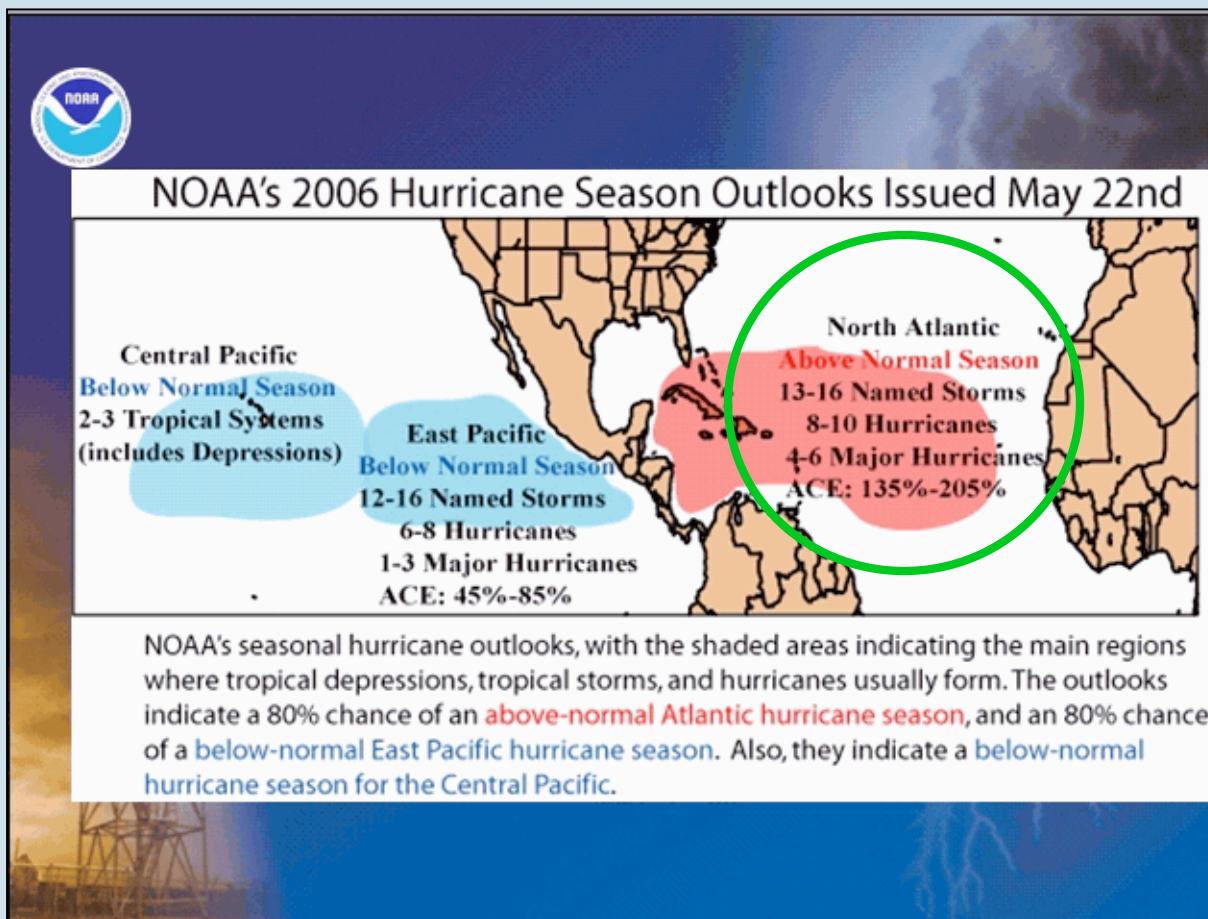 NOAA
NOAA's 2006 Hurricane Season Outlooks Issued May 22nd
Central Pacific
Below Normal Season
2-3 Tropical Systems
(includes Depressions)
East Pacific
Below Normal Season
12-16 Named Storms
6-8 Hurricanes
1-3 Major Hurricanes
ACE: 45%-85%
North Atlantic
Above Normal Season
13-16 Named Storms
8-10 Hurricanes
4-6 Major Hurricanes
ACE: 135%-205%
NOAA's seasonal hurricane outlooks, with the shaded areas indicating the main regions
where tropical depressions, tropical storms, and hurricanes usually form. The outlooks
indicate a 80% chance of an above-normal Atlantic hurricane season, and an 80% chance
of a below-normal East Pacific hurricane season. Also, they indicate a below-normal
hurricane season for the Central Pacific.